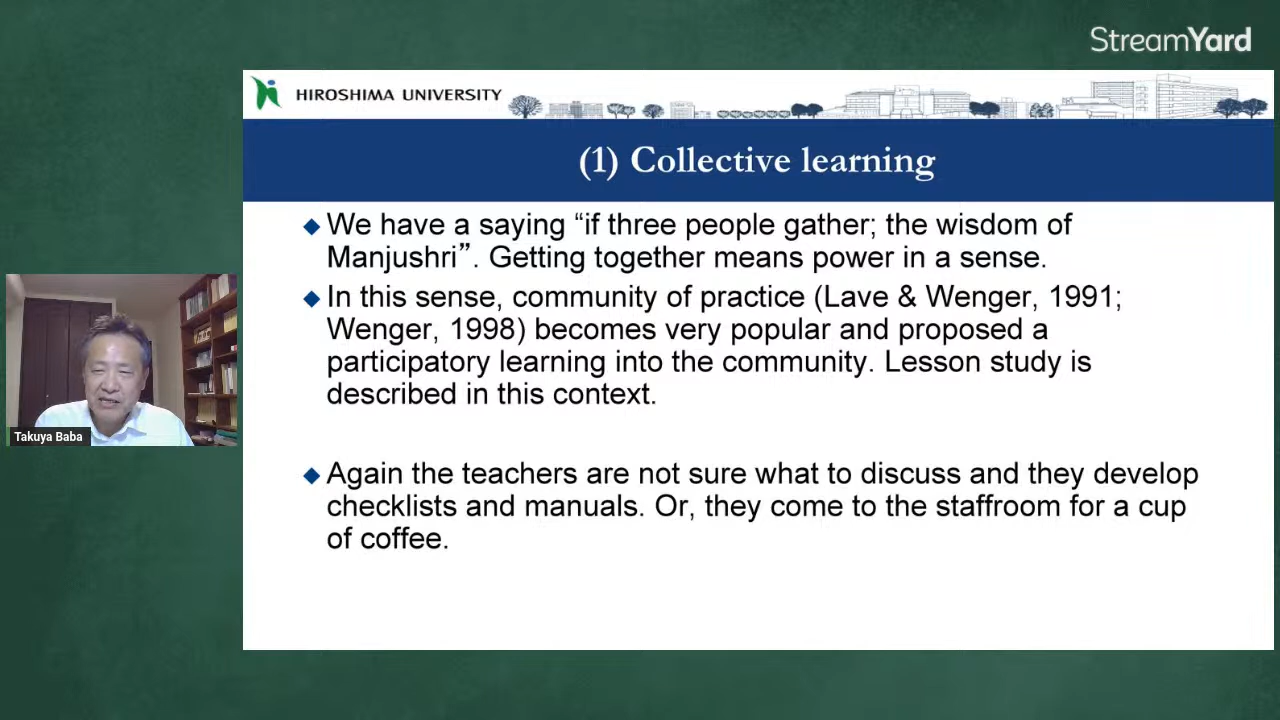 StreamYard
HIROSHIMA UNIVERSITY
(1) Collective learning
◆ We have a saying “if three people gather; the wisdom of
Manjushri”. Getting together means power in a sense.
◆ In this sense, community of practice (Lave & Wenger, 1991;
Wenger, 1998) becomes very popular and proposed a
participatory learning into the community. Lesson study is
described in this context.
◆ Again the teachers are not sure what to discuss and they develop
checklists and manuals. Or, they come to the staffroom for a cup
of coffee.
Takuya Baba